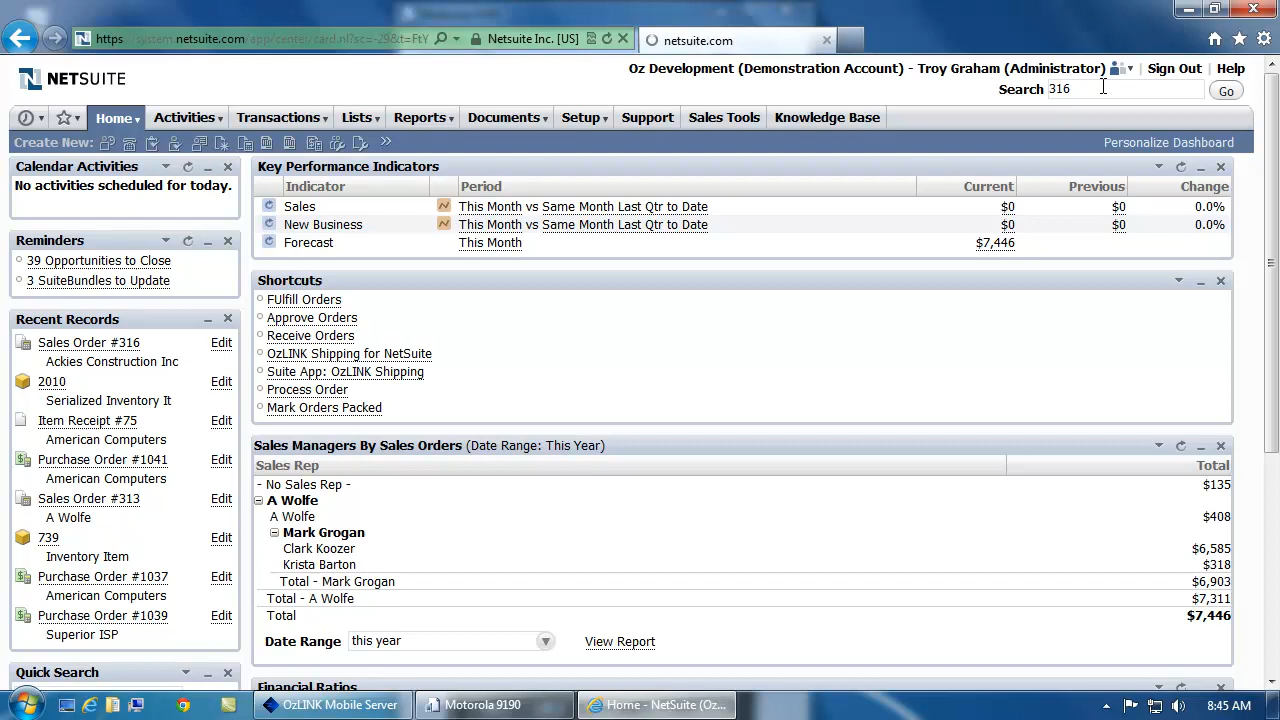 https://system.netsuite.com/app/center/card.nl?sc=-29&t=FtY
Netsuite Inc. [US]
netsuite.com
NETSUITE
Oz Development (Demonstration Account) - Troy Graham (Administrator) | Sign Out | Help
Search 316 Go
Home Activities Transactions Lists Reports Documents Setup Support Sales Tools Knowledge Base
Create New: Personalize Dashboard
Calendar Activities
No activities scheduled for today.
Reminders
39 Opportunities to Close
3 SuiteBundles to Update
Recent Records
Sales Order #316 Edit
Ackies Construction Inc
2010 Edit
Serialized Inventory It
Item Receipt #75 Edit
American Computers
Purchase Order #1041 Edit
American Computers
Sales Order #313 Edit
A Wolfe
739 Edit
Inventory Item
Purchase Order #1037 Edit
American Computers
Purchase Order #1039 Edit
Superior ISP
Quick Search
Key Performance Indicators
Indicator Period Current Previous Change
Sales This Month vs Same Month Last Qtr to Date $0 $0 0.0%
New Business This Month vs Same Month Last Qtr to Date $0 $0 0.0%
Forecast This Month $7,446
Shortcuts
FUlfill Orders
Approve Orders
Receive Orders
OzLINK Shipping for NetSuite
Suite App: OzLINK Shipping
Process Order
Mark Orders Packed
Sales Managers By Sales Orders (Date Range: This Year)
Sales Rep Total
- No Sales Rep - $135
A Wolfe
A Wolfe $408
Mark Grogan
Clark Koozer $6,585
Krista Barton $318
Total - Mark Grogan $6,903
Total - A Wolfe $7,311
Total $7,446
Date Range this year View Report
Financial Ratios
OzLINK Mobile Server Motorola 9190 Home - NetSuite (Oz... 8:45 AM